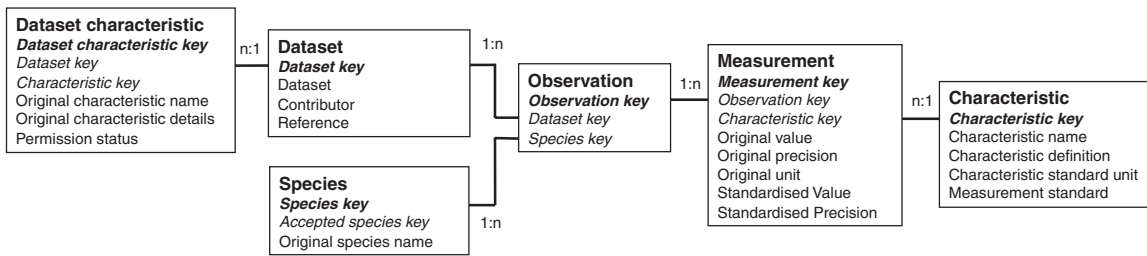 Dataset characteristic
Dataset characteristic key
Dataset key
Characteristic key
Original characteristic name
Original characteristic details
Permission status
n:1
Dataset
Dataset key
Dataset
Contributor
Reference
1:n
Species
Species key
Accepted species key
Original species name
1:n
Observation
Observation key
Dataset key
Species key
1:n
Measurement
Measurement key
Observation key
Characteristic key
Original value
Original precision
Original unit
Standardised Value
Standardised Precision
n:1
Characteristic
Characteristic key
Characteristic name
Characteristic definition
Characteristic standard unit
Measurement standard